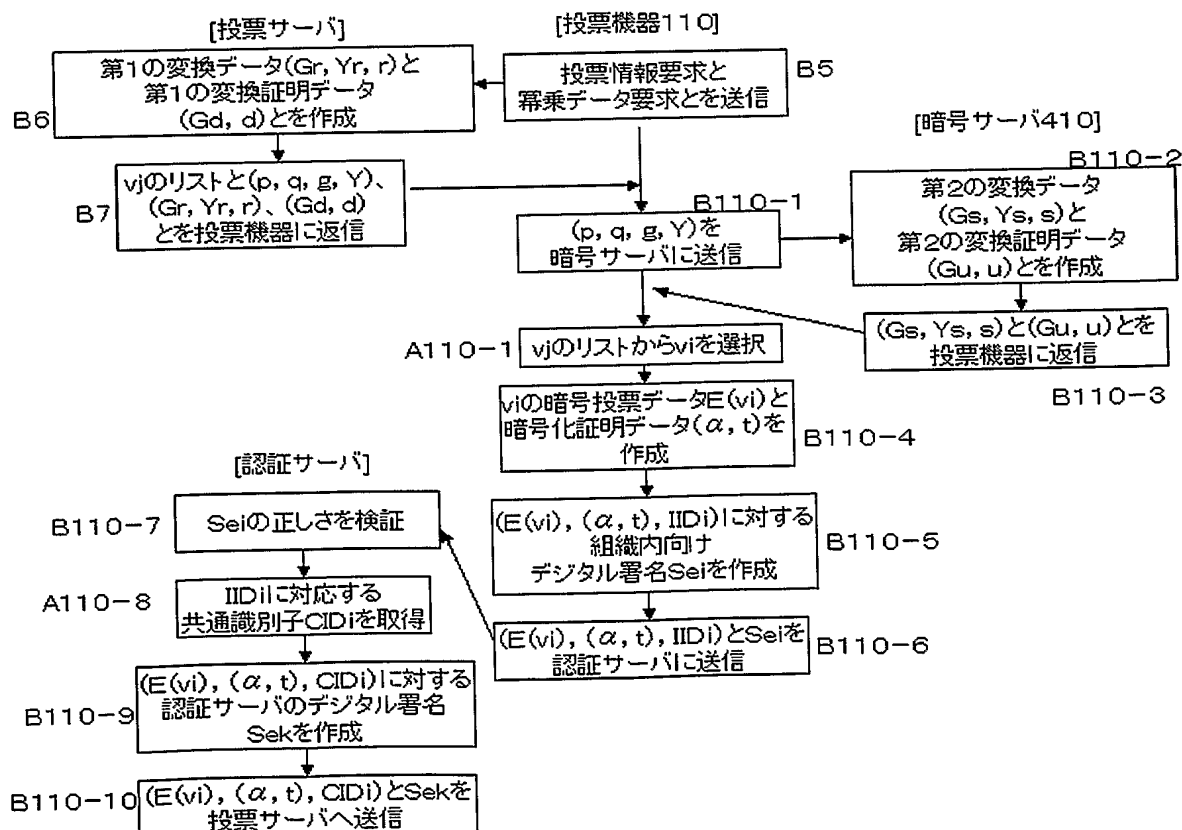 [投票サーバ]
[投票機器110]
第1の変換データ(Gr, Yr, r)と
第1の変換証明データ
(Gd, d)とを作成
B6
投票情報要求と
冪乗データ要求とを送信
B5
[暗号サーバ410]
vjのリストと(p, q, g, Y)、
(Gr, Yr, r)、(Gd, d)
とを投票機器に返信
B7
B110-1
(p, q, g, Y)を
暗号サーバに送信
B110-2
第2の変換データ
(Gs, Ys, s)と
第2の変換証明データ
(Gu, u)とを作成
(Gs, Ys, s)と(Gu, u)とを
投票機器に返信
B110-3
A110-1
vjのリストからviを選択
viの暗号投票データE(vi)と
暗号化証明データ(α, t)を
作成
B110-4
(E(vi), (α, t), IIDi)に対する
組織内向け
デジタル署名Seiを作成
B110-5
(E(vi), (α, t), IIDi)とSeiを
認証サーバに送信
B110-6
[認証サーバ]
B110-7
Seiの正しさを検証
A110-8
IIDiに対応する
共通識別子CIDiを取得
B110-9
(E(vi), (α, t), CIDi)に対する
認証サーバのデジタル署名
Sekを作成
B110-10
(E(vi), (α, t), CIDi)とSekを
投票サーバへ送信